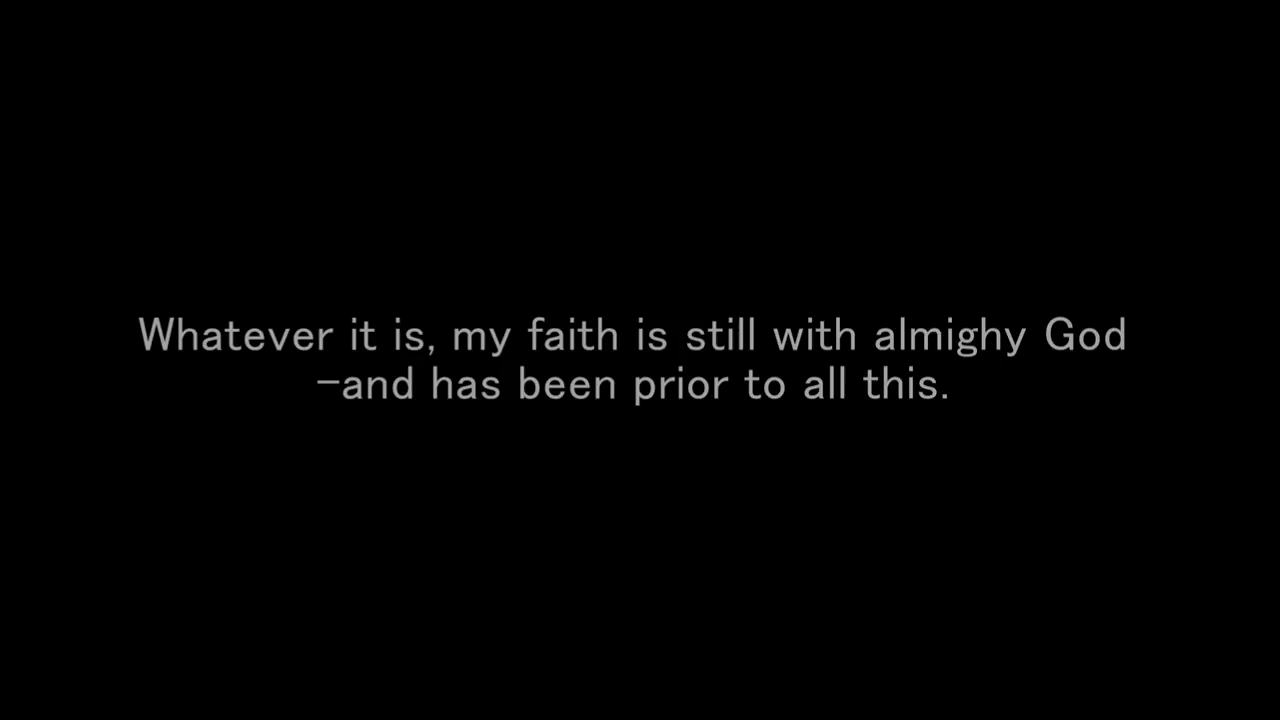 Whatever it is, my faith is still with almighy God
-and has been prior to all this.